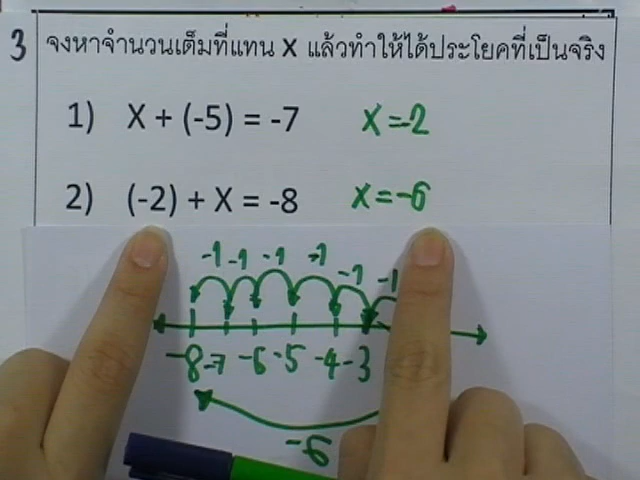 3 จงหาจำนวนเต็มที่แทน X แล้วทำให้ได้ประโยคที่เป็นจริง
1) X + (-5) = -7 X=-2
2) (-2) + X = -8 X=-6
-1 -1 -1 -1 -1 -1
-8 -7 -6 -5 -4 -3
-6